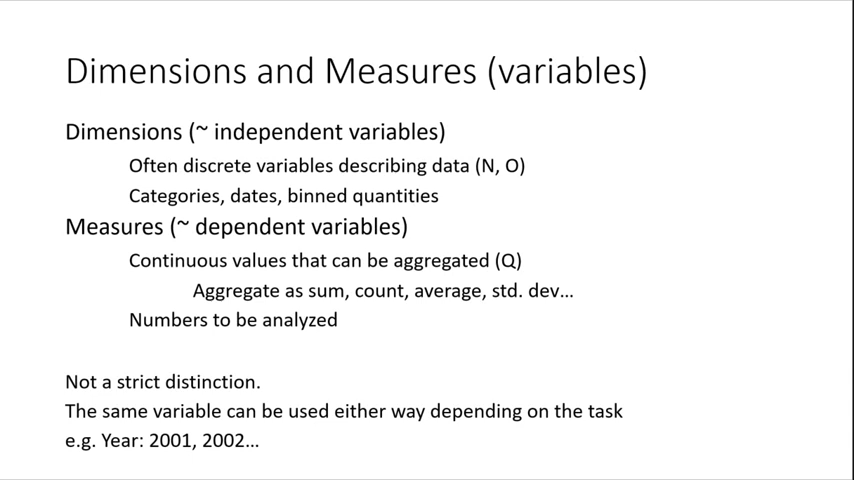 Dimensions and Measures (variables)
Dimensions (~ independent variables)
Often discrete variables describing data (N, O)
Categories, dates, binned quantities
Measures (~ dependent variables)
Continuous values that can be aggregated (Q)
Aggregate as sum, count, average, std. dev…
Numbers to be analyzed
Not a strict distinction.
The same variable can be used either way depending on the task
e.g. Year: 2001, 2002…